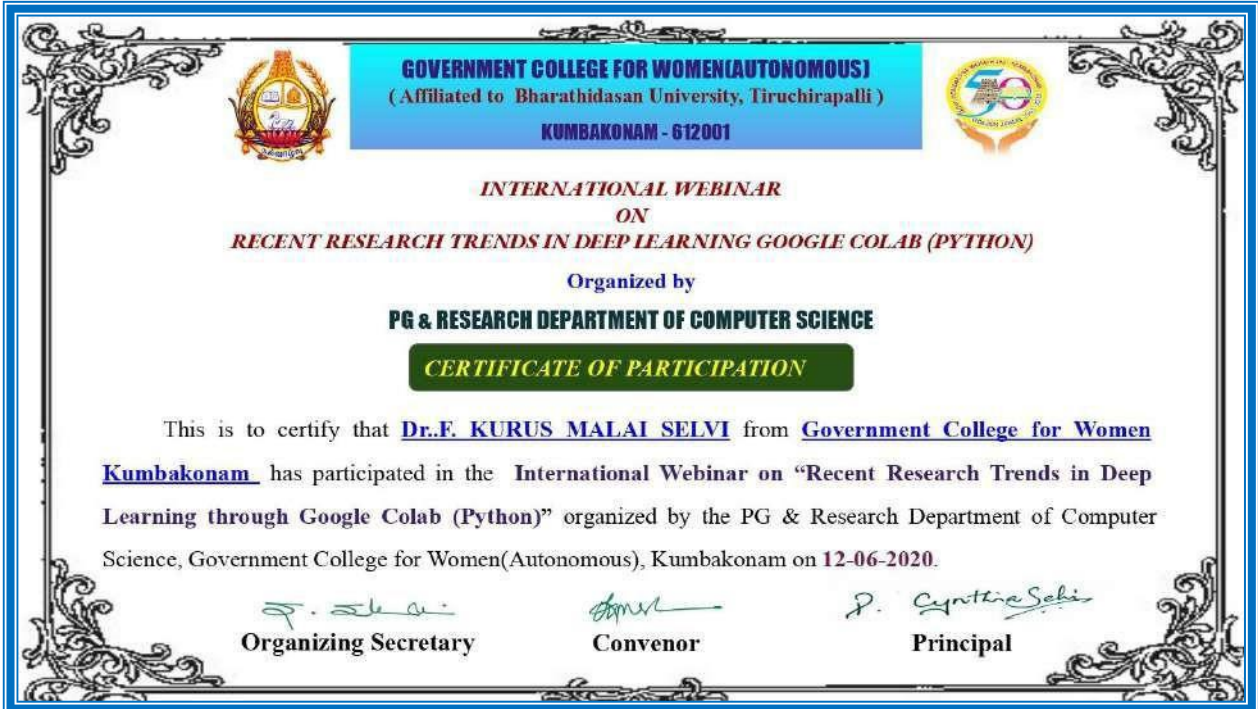 GOVERNMENT COLLEGE FOR WOMEN(AUTONOMOUS)
( Affiliated to Bharathidasan University, Tiruchirapalli )
KUMBAKONAM - 612001
INTERNATIONAL WEBINAR
ON
RECENT RESEARCH TRENDS IN DEEP LEARNING GOOGLE COLAB (PYTHON)
Organized by
PG & RESEARCH DEPARTMENT OF COMPUTER SCIENCE
CERTIFICATE OF PARTICIPATION
This is to certify that Dr..F. KURUS MALAI SELVI from Government College for Women
Kumbakonam has participated in the International Webinar on “Recent Research Trends in Deep
Learning through Google Colab (Python)” organized by the PG & Research Department of Computer
Science, Government College for Women(Autonomous), Kumbakonam on 12-06-2020.
Organizing Secretary Convenor Principal